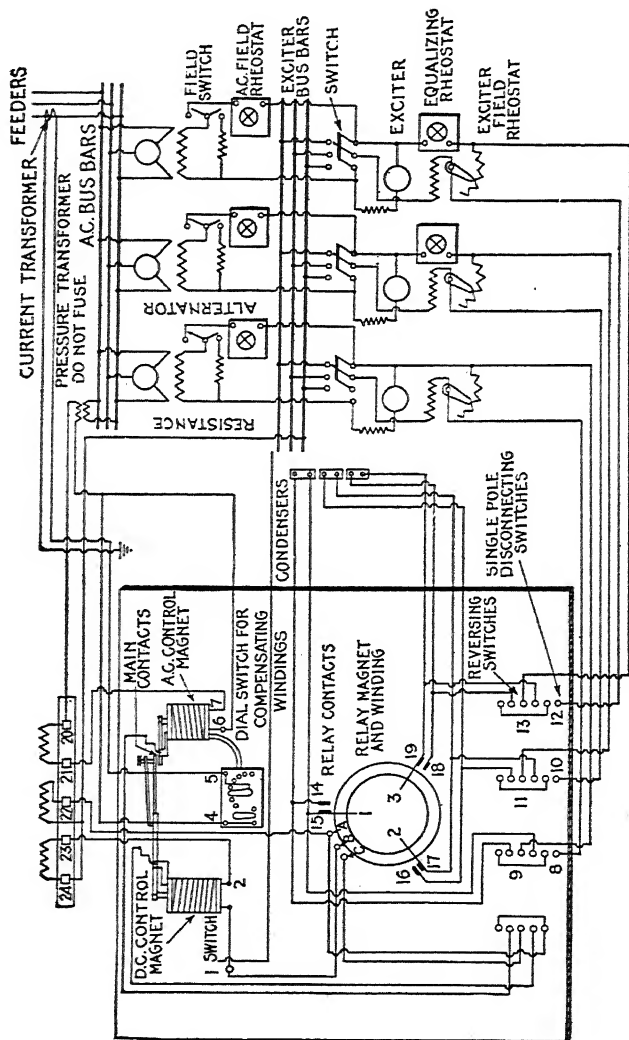 FEEDERS
CURRENT TRANSFORMER
PRESSURE TRANSFORMER
DO NOT FUSE
A.C. BUS BARS
FIELD
SWITCH
A.C. FIELD
RHEOSTAT
EXCITER
BUS BARS
SWITCH
EXCITER
EQUALIZING
RHEOSTAT
EXCITER
FIELD
RHEOSTAT
ALTERNATOR
RESISTANCE
CONDENSERS
MAIN
CONTACTS
A.C. CONTROL
MAGNET
DIAL SWITCH FOR
COMPENSATING
WINDINGS
RELAY CONTACTS
RELAY MAGNET
AND WINDING
REVERSING
SWITCHES
SINGLE POLE
DISCONNECTING
SWITCHES
D.C. CONTROL
MAGNET
1 SWITCH
2
4
5
6
7
20
21
22
23
24
14
15
A
B
C
1
2
3
16
17
18
19
8
9
10
11
12
13